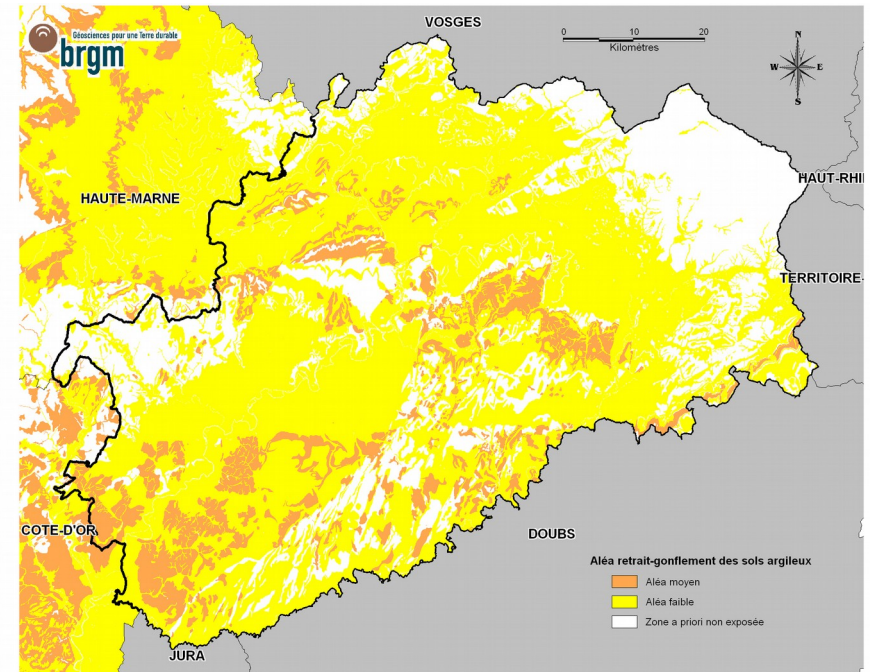 Géosciences pour une Terre durable
brgm
VOSGES
0 10 20
Kilomètres
N
W E
S
HAUTE-MARNE
HAUT-RHI
TERRITOIRE-
COTE-D'OR
DOUBS
JURA
Aléa retrait-gonflement des sols argileux
Aléa moyen
Aléa faible
Zone a priori non exposée